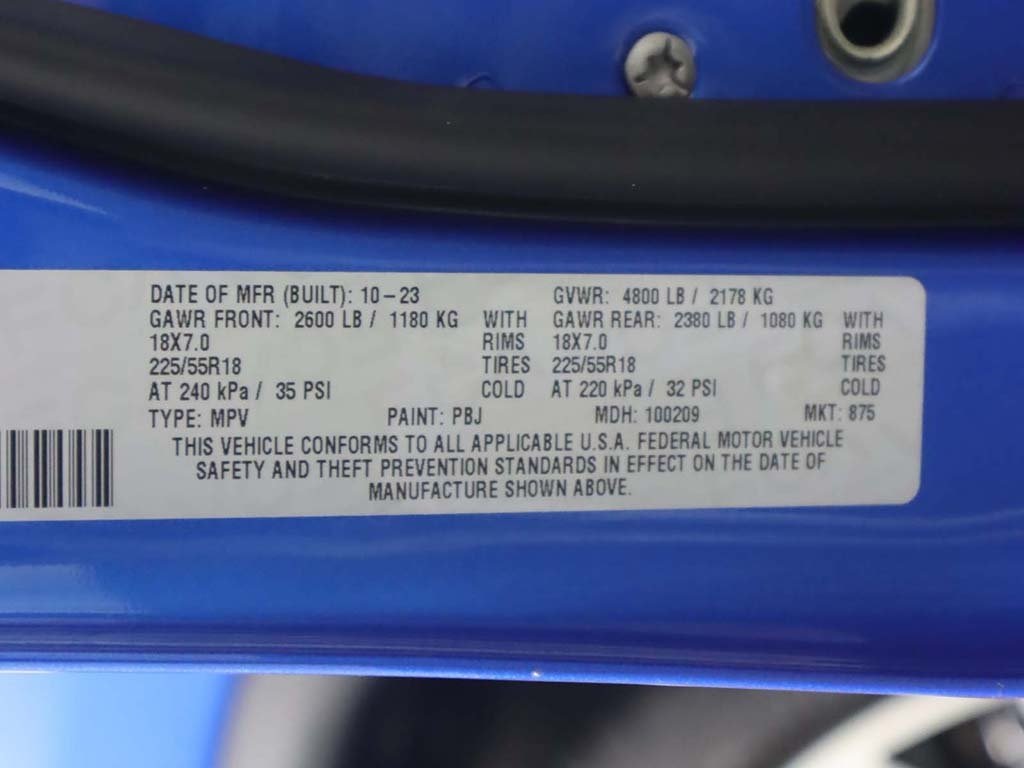 DATE OF MFR (BUILT): 10-23 GVWR: 4800 LB / 2178 KG
GAWR FRONT: 2600 LB / 1180 KG WITH GAWR REAR: 2380 LB / 1080 KG WITH
18X7.0 RIMS 18X7.0 RIMS
225/55R18 TIRES 225/55R18 TIRES
AT 240 kPa / 35 PSI COLD AT 220 kPa / 32 PSI COLD
TYPE: MPV PAINT: PBJ MDH: 100209 MKT: 875
THIS VEHICLE CONFORMS TO ALL APPLICABLE U.S.A. FEDERAL MOTOR VEHICLE
SAFETY AND THEFT PREVENTION STANDARDS IN EFFECT ON THE DATE OF
MANUFACTURE SHOWN ABOVE.